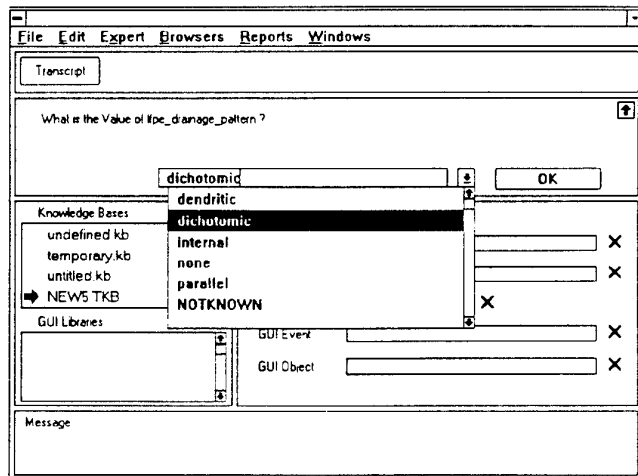 File Edit Expert Browsers Reports Windows
Transcript
What is the Value of lfpe_drainage_pattern ?
dichotomic
OK
dendritic
dichotomic
internal
none
parallel
NOTKNOWN
Knowledge Bases
undefined.kb
temporary.kb
untitled.kb
NEW5 TKB
GUI Libraries
GUI Event
GUI Object
Message